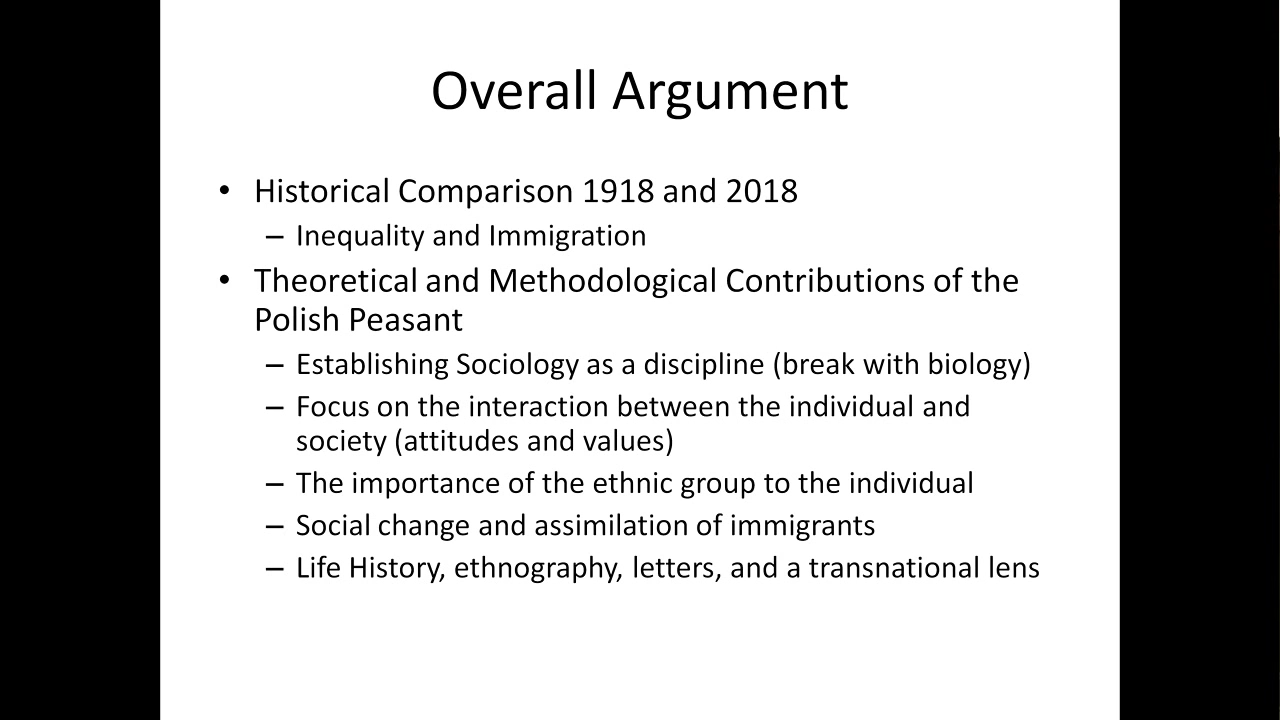 Overall Argument
• Historical Comparison 1918 and 2018
– Inequality and Immigration
• Theoretical and Methodological Contributions of the
Polish Peasant
– Establishing Sociology as a discipline (break with biology)
– Focus on the interaction between the individual and
society (attitudes and values)
– The importance of the ethnic group to the individual
– Social change and assimilation of immigrants
– Life History, ethnography, letters, and a transnational lens